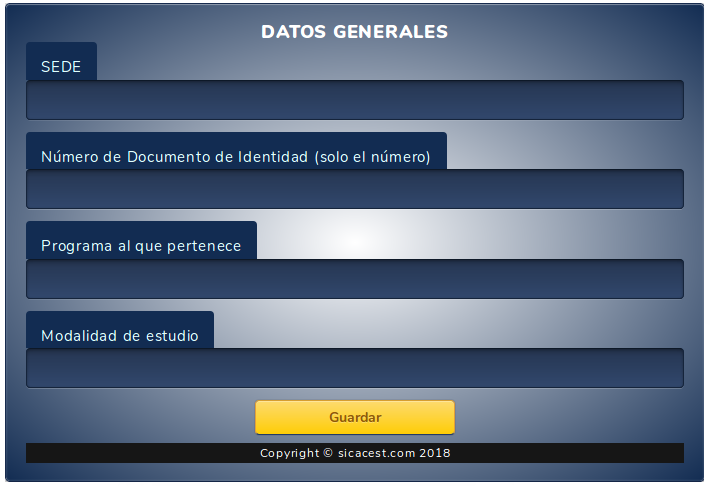 DATOS GENERALES
SEDE
Número de Documento de Identidad (solo el número)
Programa al que pertenece
Modalidad de estudio
Guardar
Copyright © sicacest.com 2018